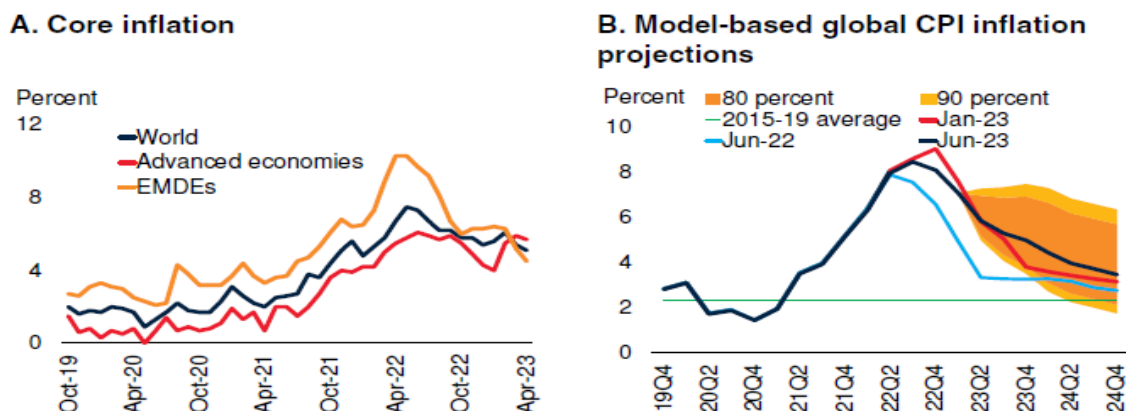 A. Core inflation
Percent
12
World
Advanced economies
EMDEs
8
4
0
Oct-19
Apr-20
Oct-20
Apr-21
Oct-21
Apr-22
Oct-22
Apr-23
B. Model-based global CPI inflation
projections
Percent
80 percent
90 percent
2015-19 average
Jan-23
Jun-22
Jun-23
10
8
6
4
2
0
19Q4
20Q2
20Q4
21Q2
21Q4
22Q2
22Q4
23Q2
23Q4
24Q2
24Q4